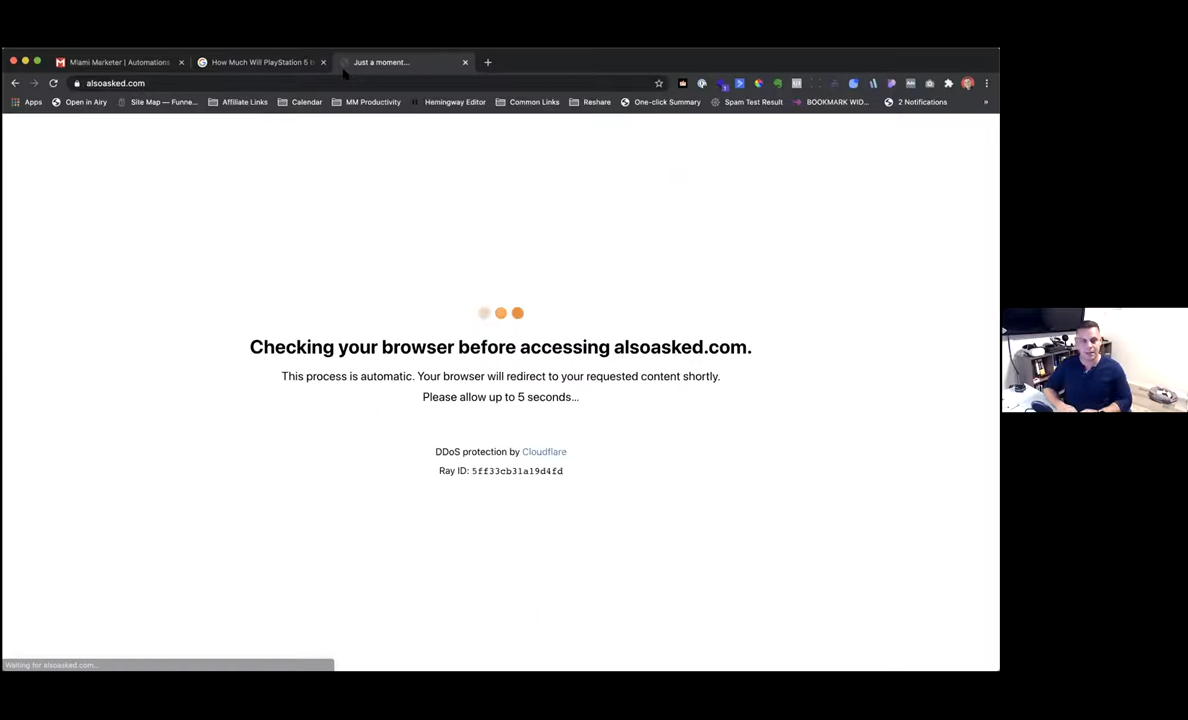 Miami Marketer | Automations
How Much Will PlayStation 5 b
Just a moment...
alsoasked.com
Apps
Open in Airy
Site Map — Funne...
Affiliate Links
Calendar
MM Productivity
Hemingway Editor
Common Links
Reshare
One-click Summary
Spam Test Result
BOOKMARK WID...
2 Notifications
»
Checking your browser before accessing alsoasked.com.
This process is automatic. Your browser will redirect to your requested content shortly.
Please allow up to 5 seconds...
DDoS protection by Cloudflare
Ray ID: 5ff33cb31a19d4fd
Waiting for alsoasked.com...